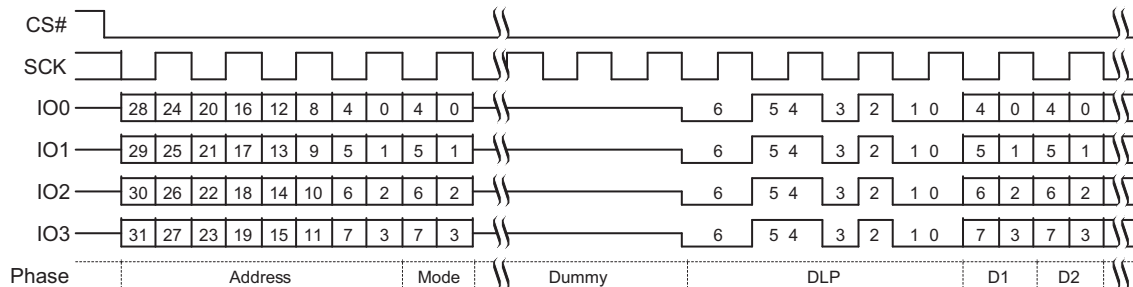 CS#
SCK
IO0 28 24 20 16 12 8 4 0 4 0 6 5 4 3 2 1 0 4 0 4 0
IO1 29 25 21 17 13 9 5 1 5 1 6 5 4 3 2 1 0 5 1 5 1
IO2 30 26 22 18 14 10 6 2 6 2 6 5 4 3 2 1 0 6 2 6 2
IO3 31 27 23 19 15 11 7 3 7 3 6 5 4 3 2 1 0 7 3 7 3
Phase Address Mode Dummy DLP D1 D2